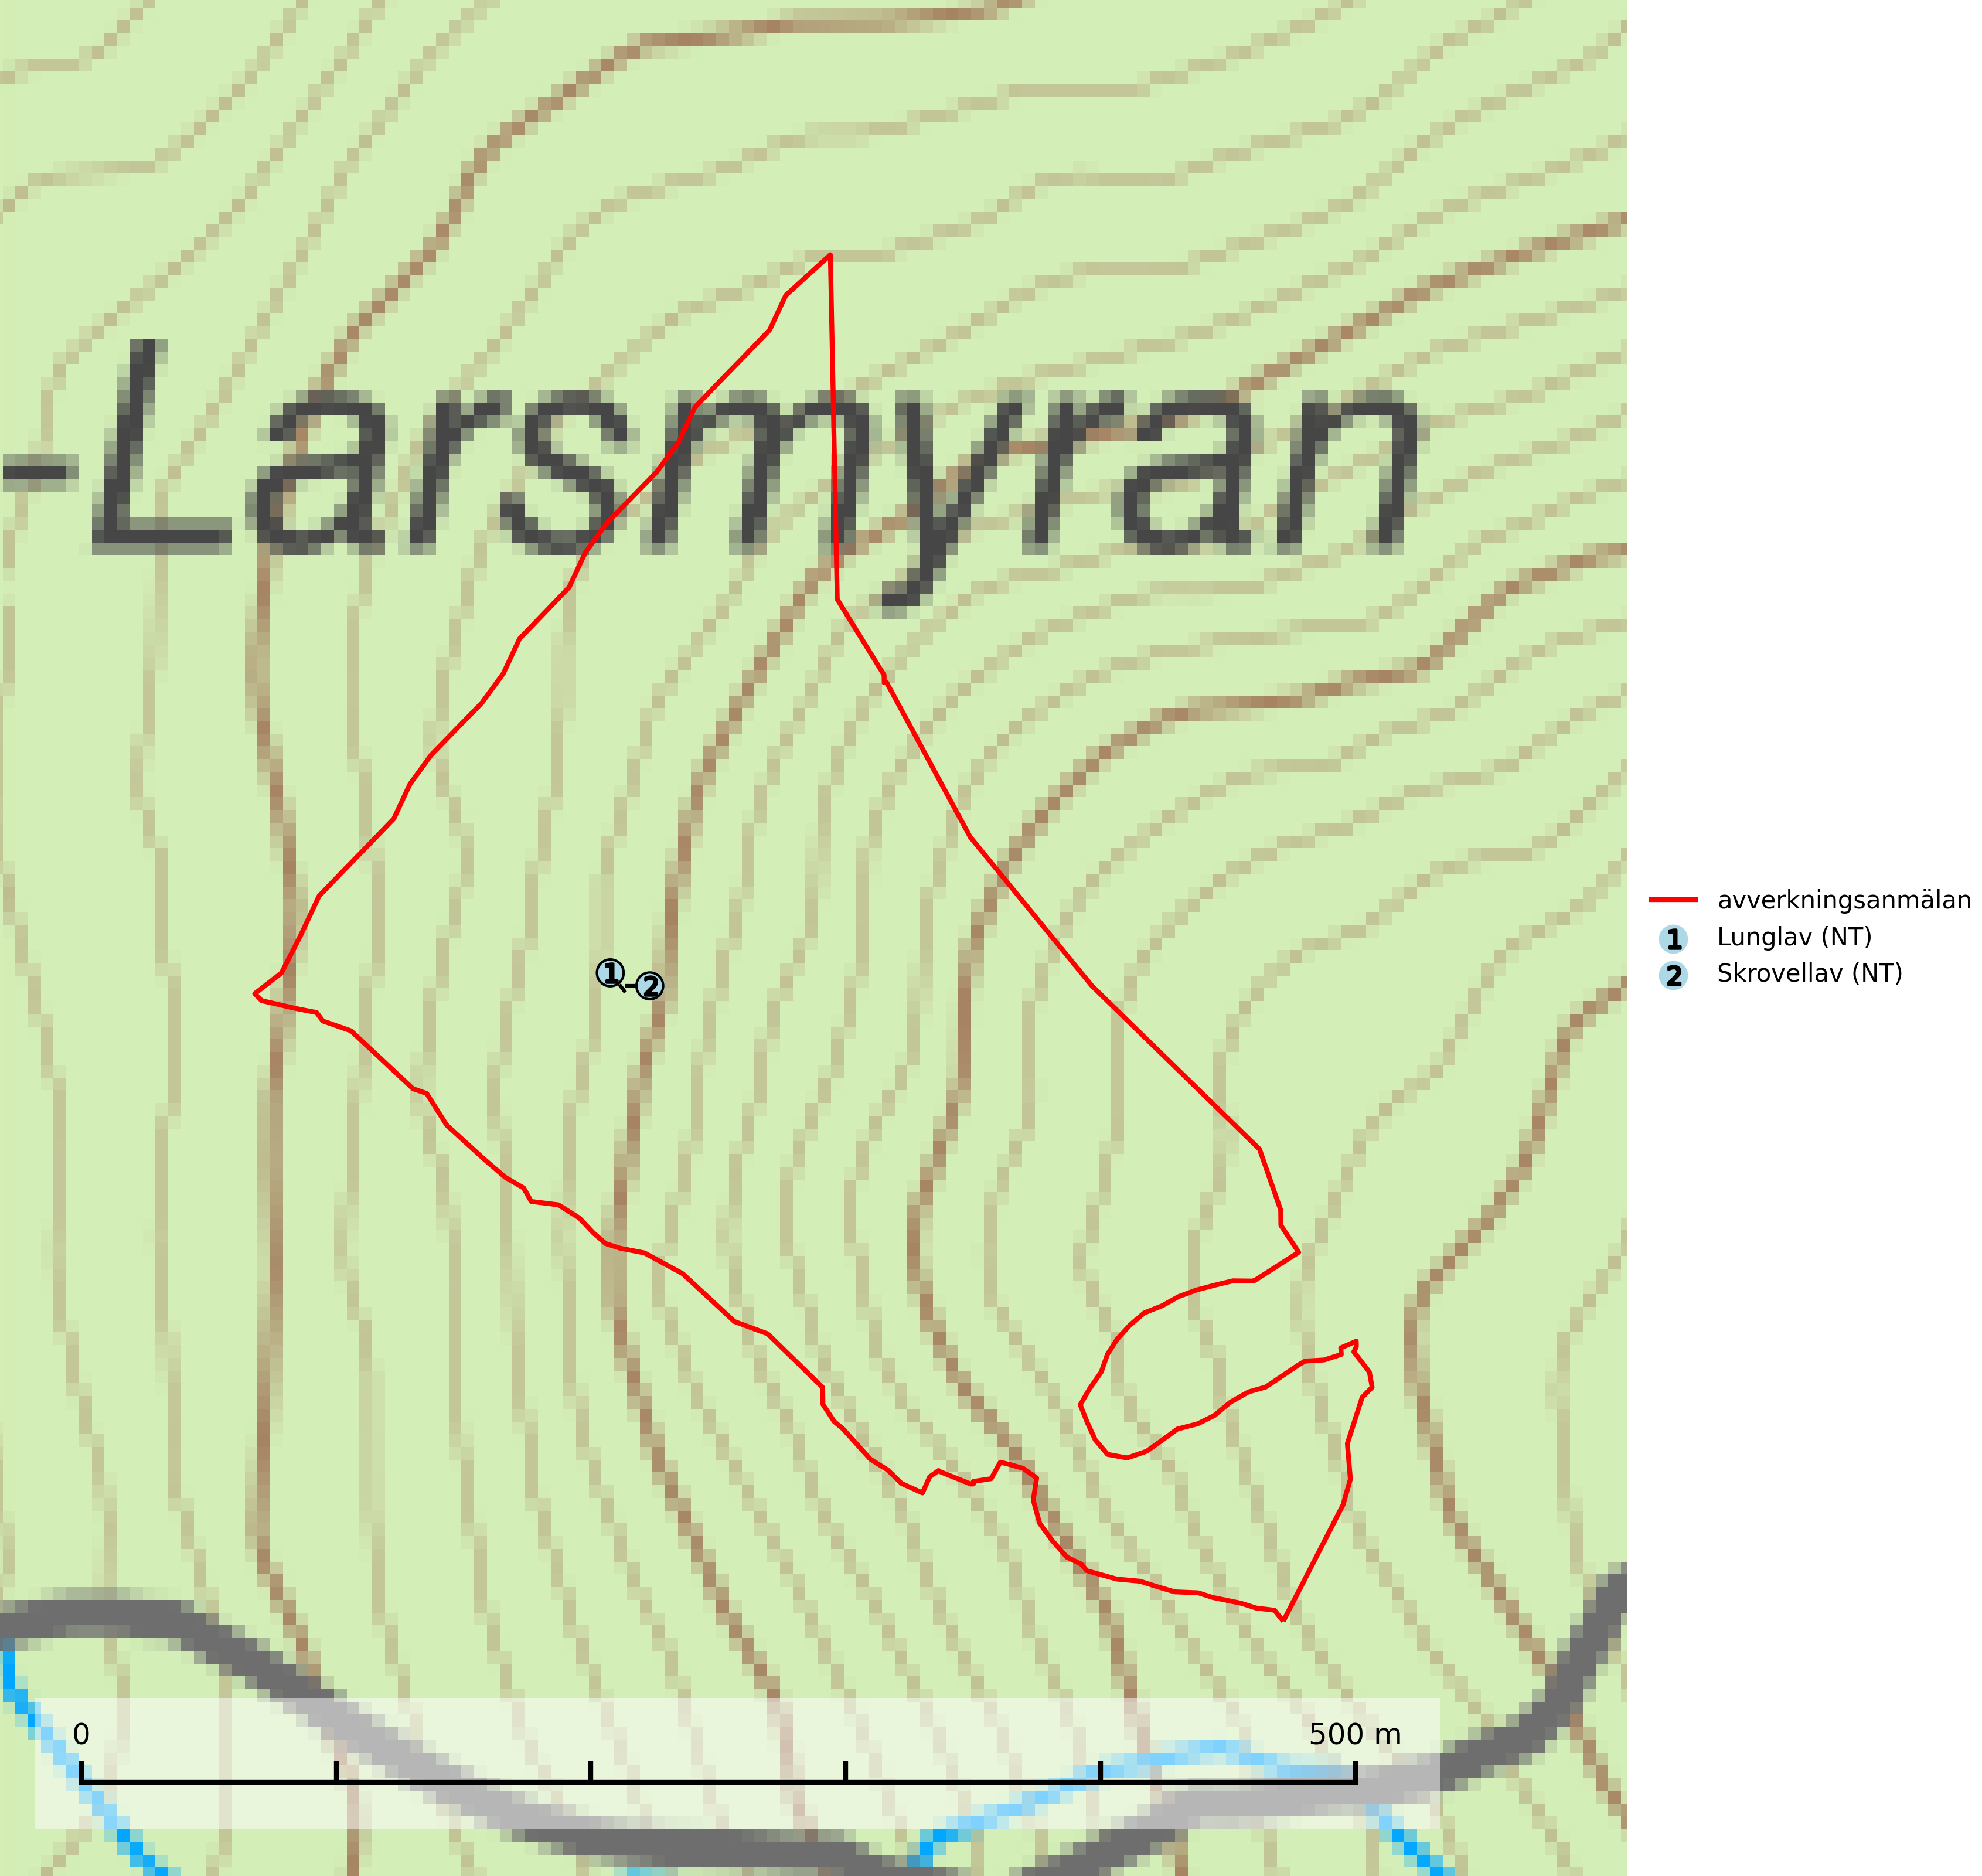 -Larsmyran
1
2
avverkningsanmälan
1 Lunglav (NT)
2 Skrovellav (NT)
0 500 m